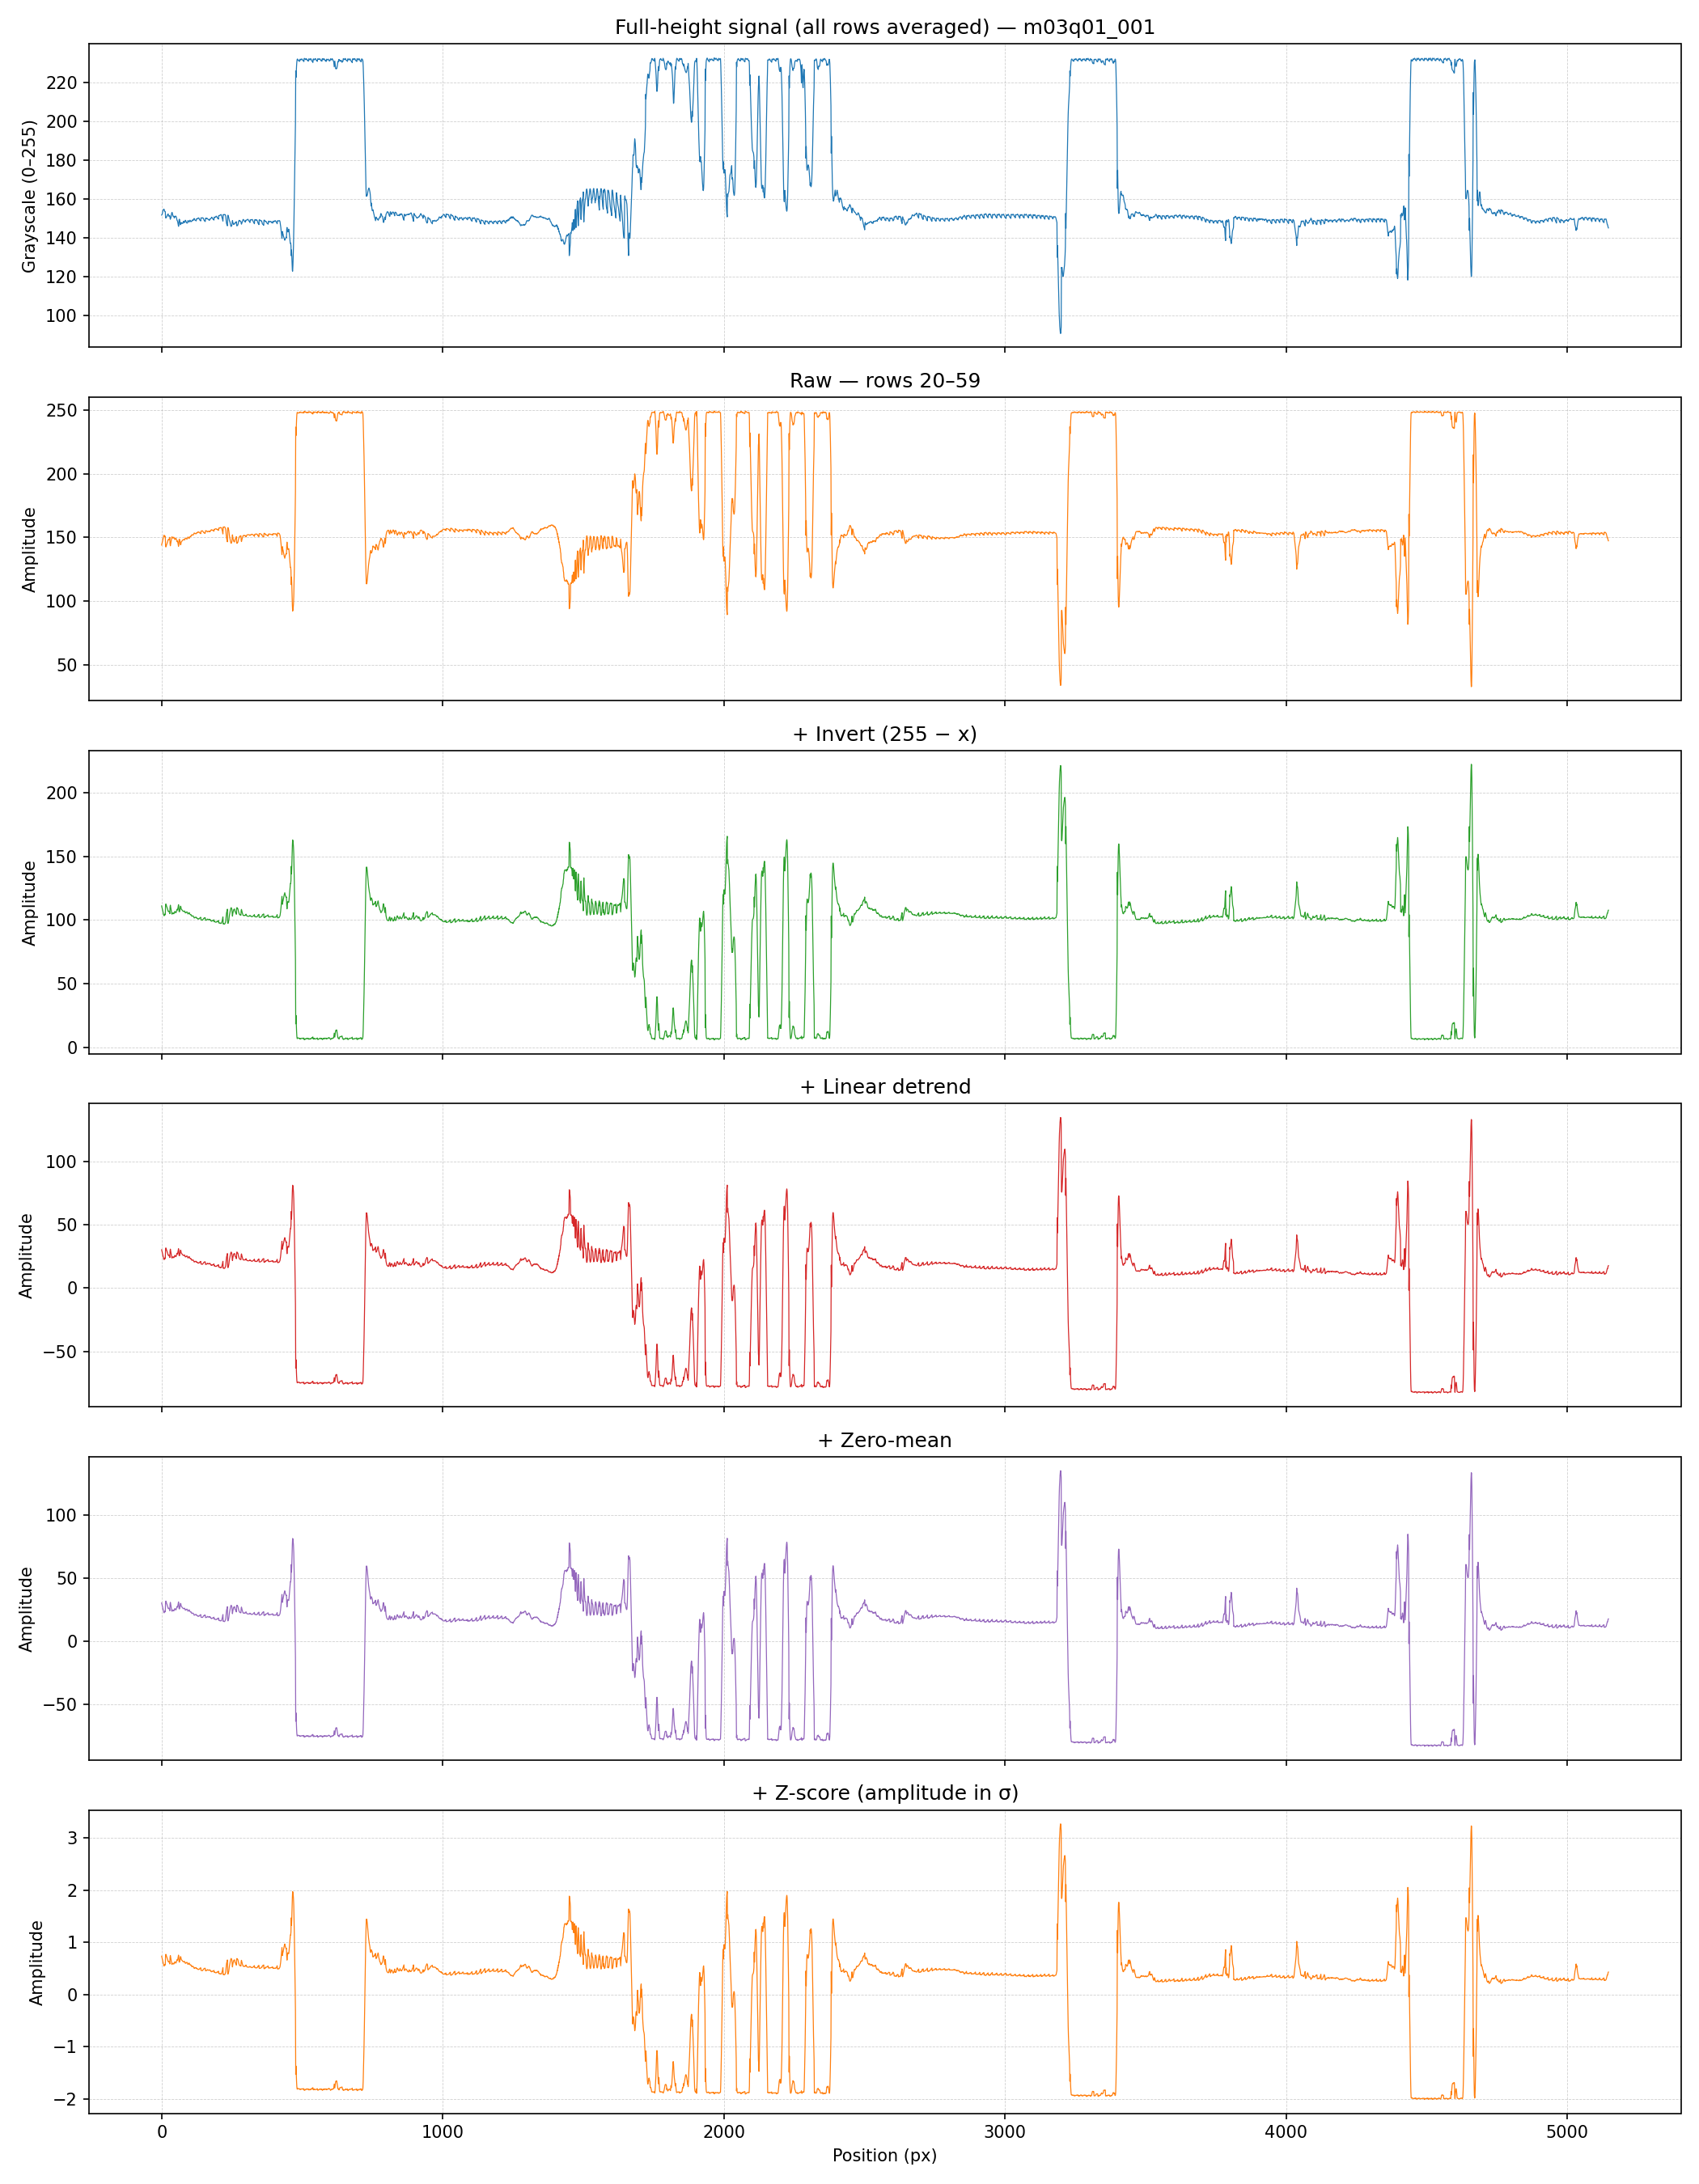 Full-height signal (all rows averaged) — m03q01_001
Grayscale (0–255)
220
200
180
160
140
120
100
Raw — rows 20–59
Amplitude
250
200
150
100
50
+ Invert (255 − x)
Amplitude
200
150
100
50
0
+ Linear detrend
Amplitude
100
50
0
−50
+ Zero-mean
Amplitude
100
50
0
−50
+ Z-score (amplitude in σ)
Amplitude
3
2
1
0
−1
−2
0 1000 2000 3000 4000 5000
Position (px)